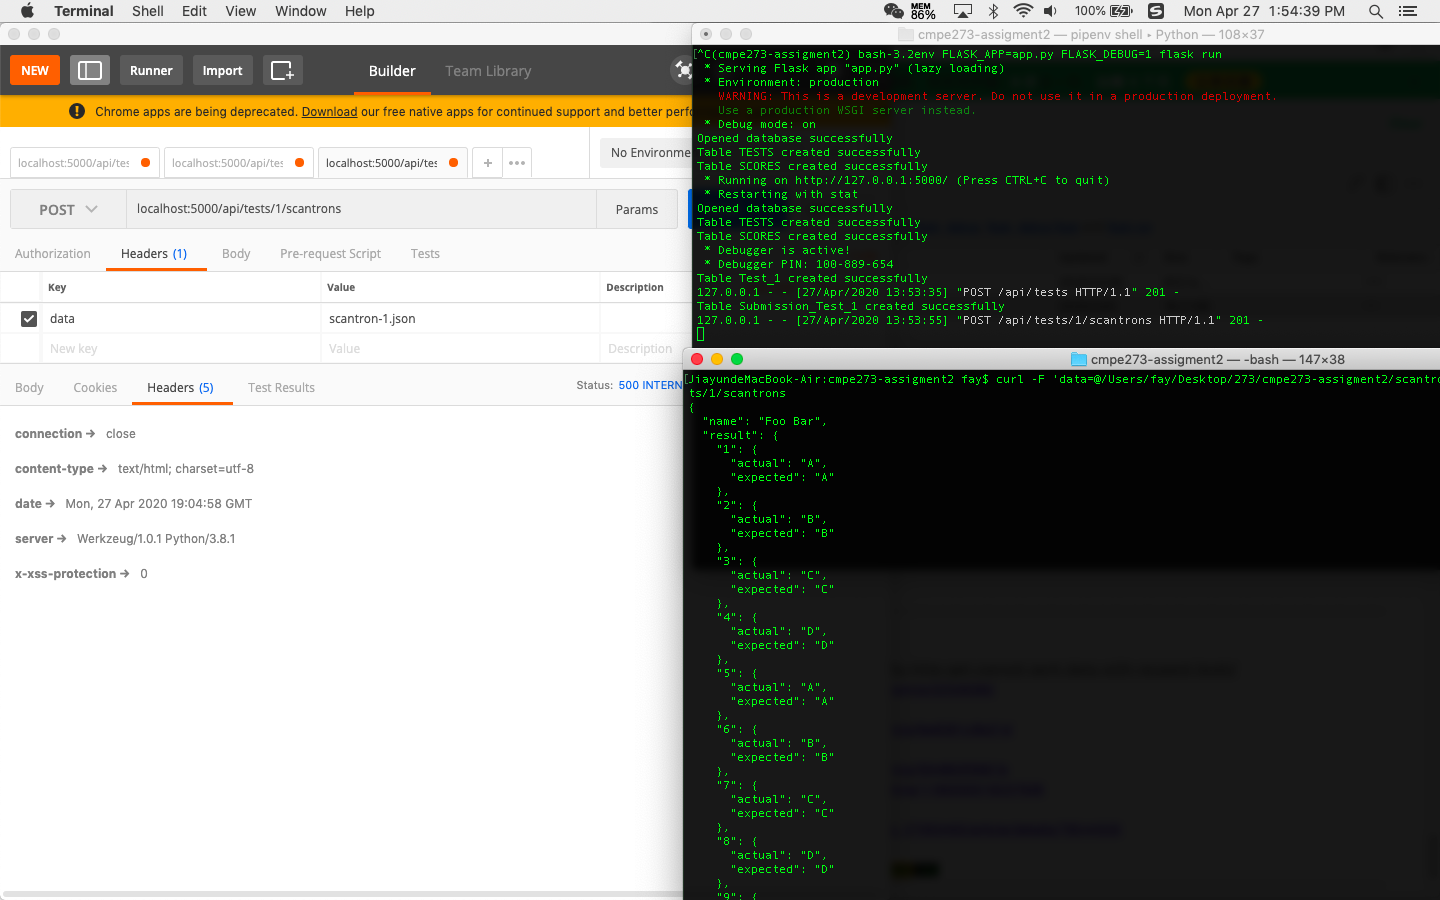 Terminal Shell Edit View Window Help
MEM
86%
100%
Mon Apr 27 1:54:39 PM
NEW
Runner
Import
Builder
Team Library
Chrome apps are being deprecated. Download our free native apps for continued support and better perfo
localhost:5000/api/tes
localhost:5000/api/tes
localhost:5000/api/tes
+
No Environme
POST
localhost:5000/api/tests/1/scantrons
Params
Authorization
Headers (1)
Body
Pre-request Script
Tests
Key
Value
Description
data
scantron-1.json
New key
Value
Description
Body
Cookies
Headers (5)
Test Results
Status: 500 INTERN
connection → close
content-type → text/html; charset=utf-8
date → Mon, 27 Apr 2020 19:04:58 GMT
server → Werkzeug/1.0.1 Python/3.8.1
x-xss-protection → 0
cmpe273-assigment2 — pipenv shell ▸ Python — 108×37
[^C(cmpe273-assigment2) bash-3.2env FLASK_APP=app.py FLASK_DEBUG=1 flask run
* Serving Flask app "app.py" (lazy loading)
* Environment: production
WARNING: This is a development server. Do not use it in a production deployment.
Use a production WSGI server instead.
* Debug mode: on
Opened database successfully
Table TESTS created successfully
Table SCORES created successfully
* Running on http://127.0.0.1:5000/ (Press CTRL+C to quit)
* Restarting with stat
Opened database successfully
Table TESTS created successfully
Table SCORES created successfully
* Debugger is active!
* Debugger PIN: 100-889-654
Table Test_1 created successfully
127.0.0.1 - - [27/Apr/2020 13:53:35] "POST /api/tests HTTP/1.1" 201 -
Table Submission_Test_1 created successfully
127.0.0.1 - - [27/Apr/2020 13:53:55] "POST /api/tests/1/scantrons HTTP/1.1" 201 -
cmpe273-assigment2 — -bash — 147×38
[JiayundeMacBook-Air:cmpe273-assigment2 fay$ curl -F 'data=@/Users/fay/Desktop/273/cmpe273-assigment2/scantro
ts/1/scantrons
{
"name": "Foo Bar",
"result": {
"1": {
"actual": "A",
"expected": "A"
},
"2": {
"actual": "B",
"expected": "B"
},
"3": {
"actual": "C",
"expected": "C"
},
"4": {
"actual": "D",
"expected": "D"
},
"5": {
"actual": "A",
"expected": "A"
},
"6": {
"actual": "B",
"expected": "B"
},
"7": {
"actual": "C",
"expected": "C"
},
"8": {
"actual": "D",
"expected": "D"
},
"9": {